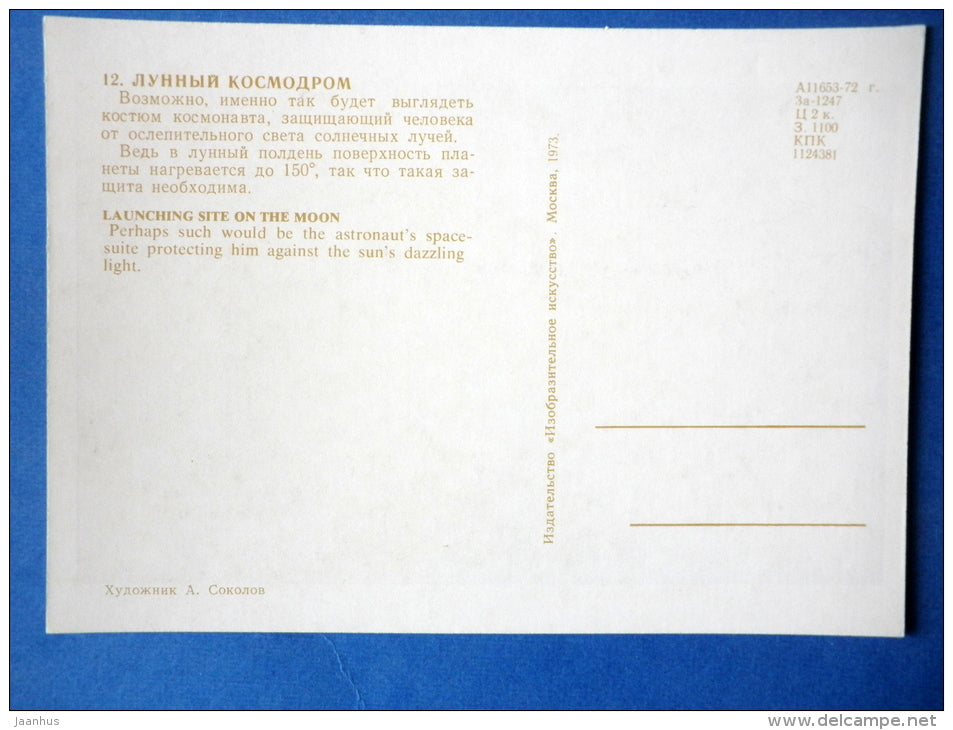 12. ЛУННЫЙ КОСМОДРОМ
Возможно, именно так будет выглядеть
костюм космонавта, защищающий человека
от ослепительного света солнечных лучей.
Ведь в лунный полдень поверхность пла-
неты нагревается до 150°, так что такая за-
щита необходима.
LAUNCHING SITE ON THE MOON
Perhaps such would be the astronaut's space-
suite protecting him against the sun's dazzling
light.
Художник А. Соколов
Издательство «Изобразительное искусство». Москва, 1973.
А11653-72 г.
За-1247
Ц 2 к.
З. 1100
КПК
1124381
Jaanhus
www.delcampe.net